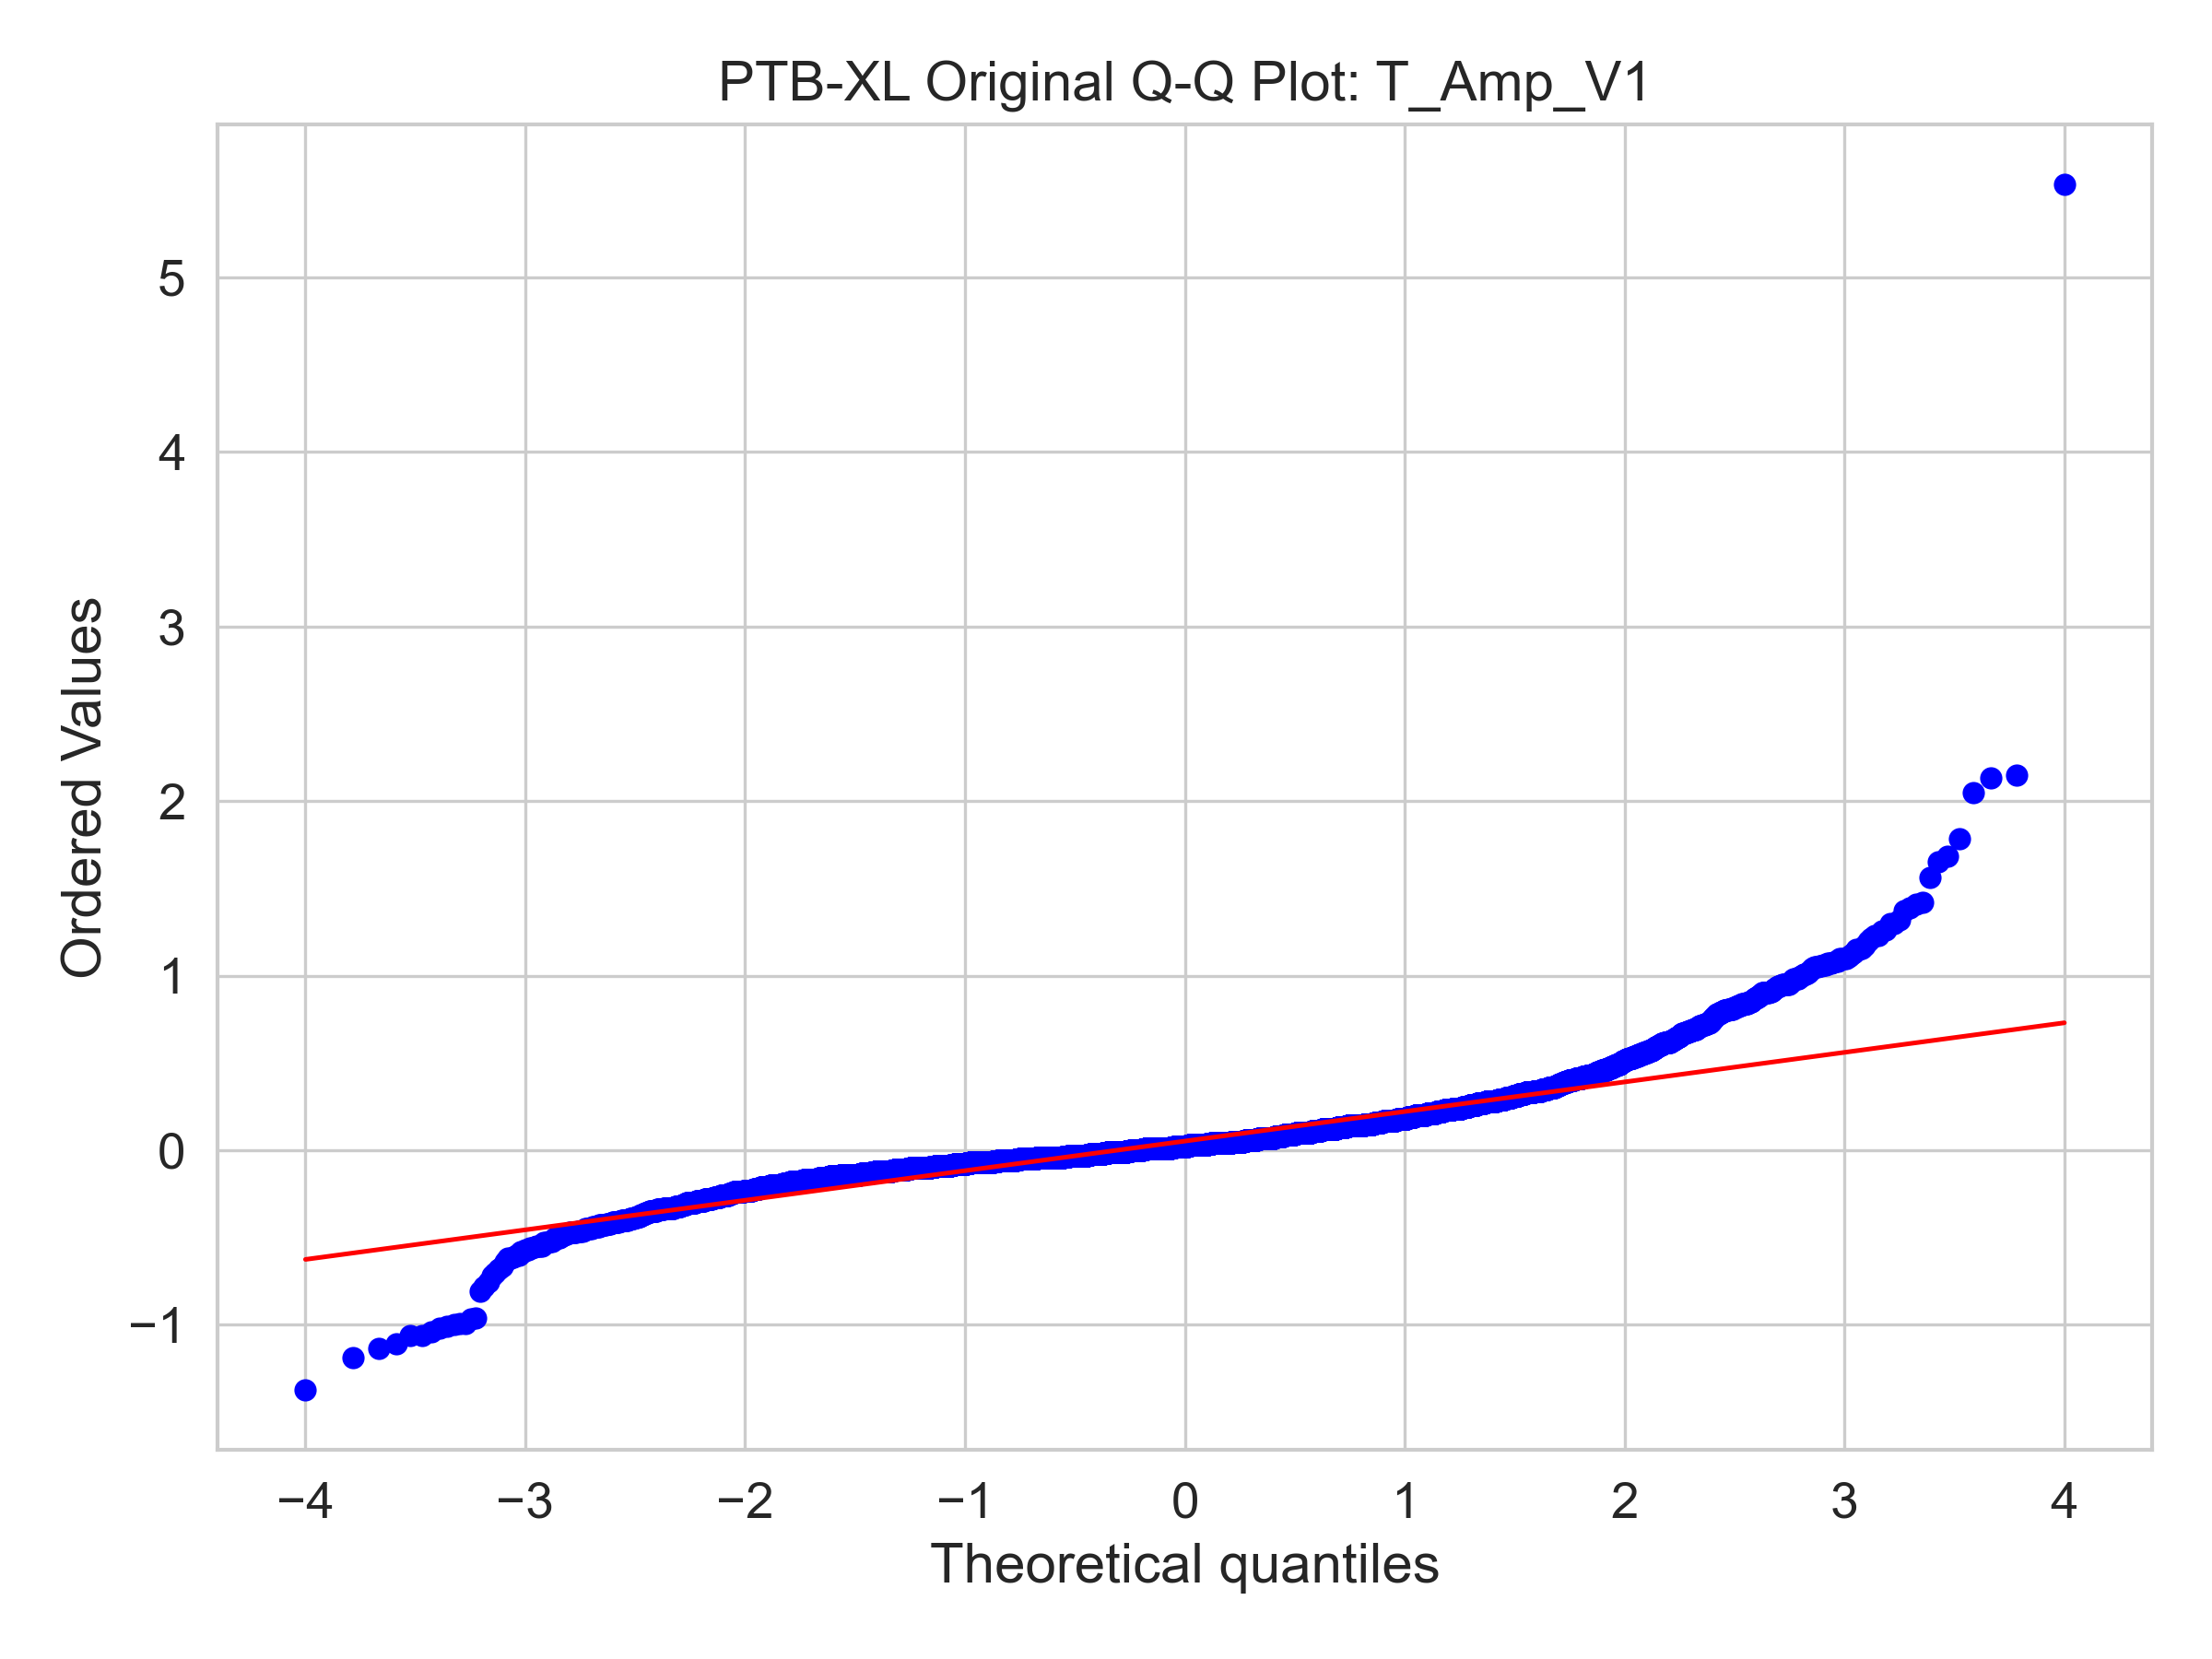 PTB-XL Original Q-Q Plot: T_Amp_V1
5
4
3
2
1
0
−1
Ordered Values
−4 −3 −2 −1 0 1 2 3 4
Theoretical quantiles